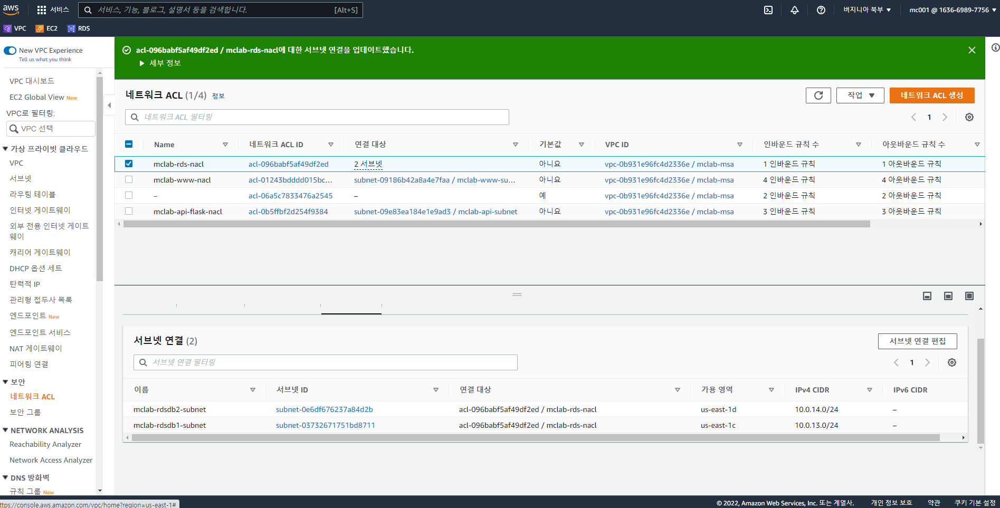 aws
서비스
서비스, 기능, 블로그, 설명서 등을 검색합니다.
[Alt+S]
버지니아 북부 ▼
mc001 @ 1636-6989-7756 ▼
VPC
EC2
RDS
New VPC Experience
Tell us what you think
VPC 대시보드
EC2 Global View New
VPC로 필터링:
VPC 선택
가상 프라이빗 클라우드
VPC
서브넷
라우팅 테이블
인터넷 게이트웨이
외부 전용 인터넷 게이트
웨이
캐리어 게이트웨이
DHCP 옵션 세트
탄력적 IP
관리형 접두사 목록
엔드포인트 New
엔드포인트 서비스
NAT 게이트웨이
피어링 연결
보안
네트워크 ACL
보안 그룹
NETWORK ANALYSIS
Reachability Analyzer
Network Access Analyzer
DNS 방화벽
규칙 그룹 New
acl-096babf5af49df2ed / mclab-rds-nacl에 대한 서브넷 연결을 업데이트했습니다.
세부 정보
네트워크 ACL (1/4) 정보
작업 ▼
네트워크 ACL 생성
네트워크 ACL 필터링
1
Name 네트워크 ACL ID 연결 대상 기본값 VPC ID 인바운드 규칙 수 아웃바운드 규칙 수
mclab-rds-nacl acl-096babf5af49df2ed 2 서브넷 아니요 vpc-0b931e96fc4d2336e / mclab-msa 1 인바운드 규칙 1 아웃바운드 규칙
mclab-www-nacl acl-01243bdddd015bc... subnet-09186b42a8a4e7faa / mclab-www-su... 아니요 vpc-0b931e96fc4d2336e / mclab-msa 4 인바운드 규칙 4 아웃바운드 규칙
– acl-06a5c7833476a2545 – 예 vpc-0b931e96fc4d2336e / mclab-msa 2 인바운드 규칙 2 아웃바운드 규칙
mclab-api-flask-nacl acl-0b5ffbf2d254f9384 subnet-09e83ea184e1e9ad3 / mclab-api-subnet 아니요 vpc-0b931e96fc4d2336e / mclab-msa 3 인바운드 규칙 3 아웃바운드 규칙
서브넷 연결 (2)
서브넷 연결 편집
서브넷 연결 필터링
1
이름 서브넷 ID 연결 대상 가용 영역 IPv4 CIDR IPv6 CIDR
mclab-rdsdb2-subnet subnet-0e6df676237a84d2b acl-096babf5af49df2ed / mclab-rds-nacl us-east-1d 10.0.14.0/24 –
mclab-rdsdb1-subnet subnet-03732671751bd8711 acl-096babf5af49df2ed / mclab-rds-nacl us-east-1c 10.0.13.0/24 –
ttps://console.aws.amazon.com/vpc/home?region=us-east-1#
© 2022, Amazon Web Services, Inc. 또는 계열사.
개인 정보 보호
약관
쿠키 기본 설정